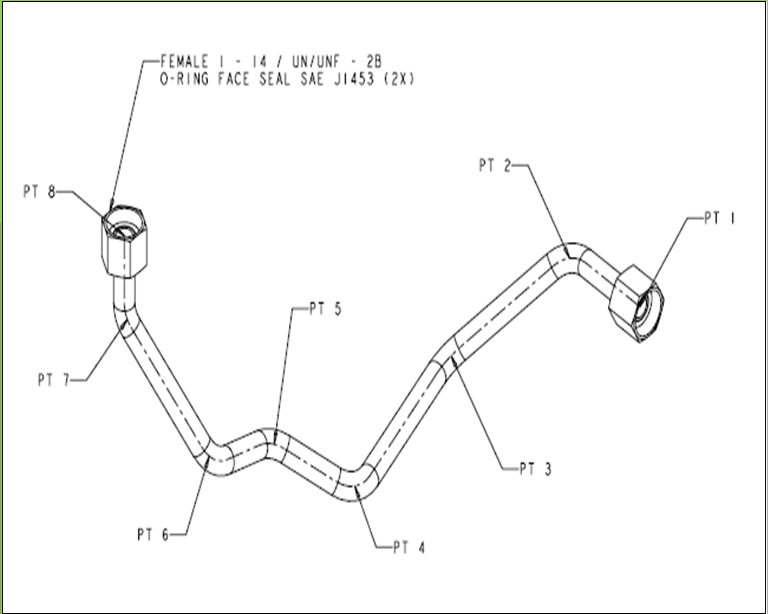 FEMALE 1 - 14 / UN/UNF - 2B
O-RING FACE SEAL SAE J1453 (2X)
PT 2
PT 8
PT 1
PT 5
PT 7
PT 3
PT 6
PT 4